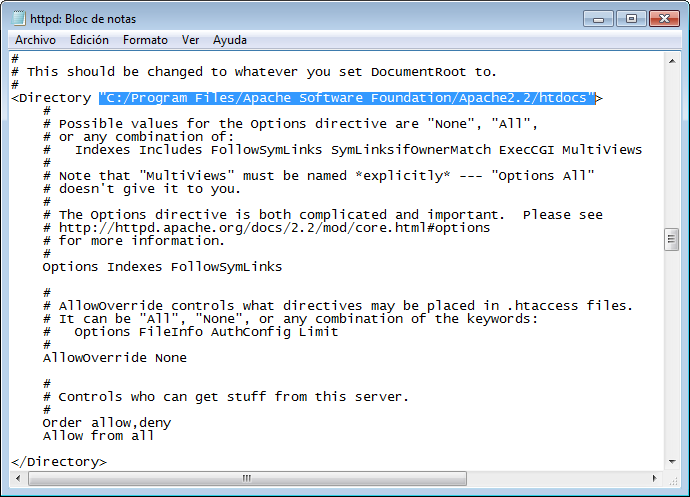 httpd: Bloc de notas
Archivo Edición Formato Ver Ayuda
#
# This should be changed to whatever you set DocumentRoot to.
#
<Directory "C:/Program Files/Apache Software Foundation/Apache2.2/htdocs">
    #
    # Possible values for the Options directive are "None", "All",
    # or any combination of:
    #   Indexes Includes FollowSymLinks SymLinksifOwnerMatch ExecCGI MultiViews
    #
    # Note that "MultiViews" must be named *explicitly* --- "Options All"
    # doesn't give it to you.
    #
    # The Options directive is both complicated and important.  Please see
    # http://httpd.apache.org/docs/2.2/mod/core.html#options
    # for more information.
    #
    Options Indexes FollowSymLinks

    #
    # AllowOverride controls what directives may be placed in .htaccess files.
    # It can be "All", "None", or any combination of the keywords:
    #   Options FileInfo AuthConfig Limit
    #
    AllowOverride None

    #
    # Controls who can get stuff from this server.
    #
    Order allow,deny
    Allow from all

</Directory>